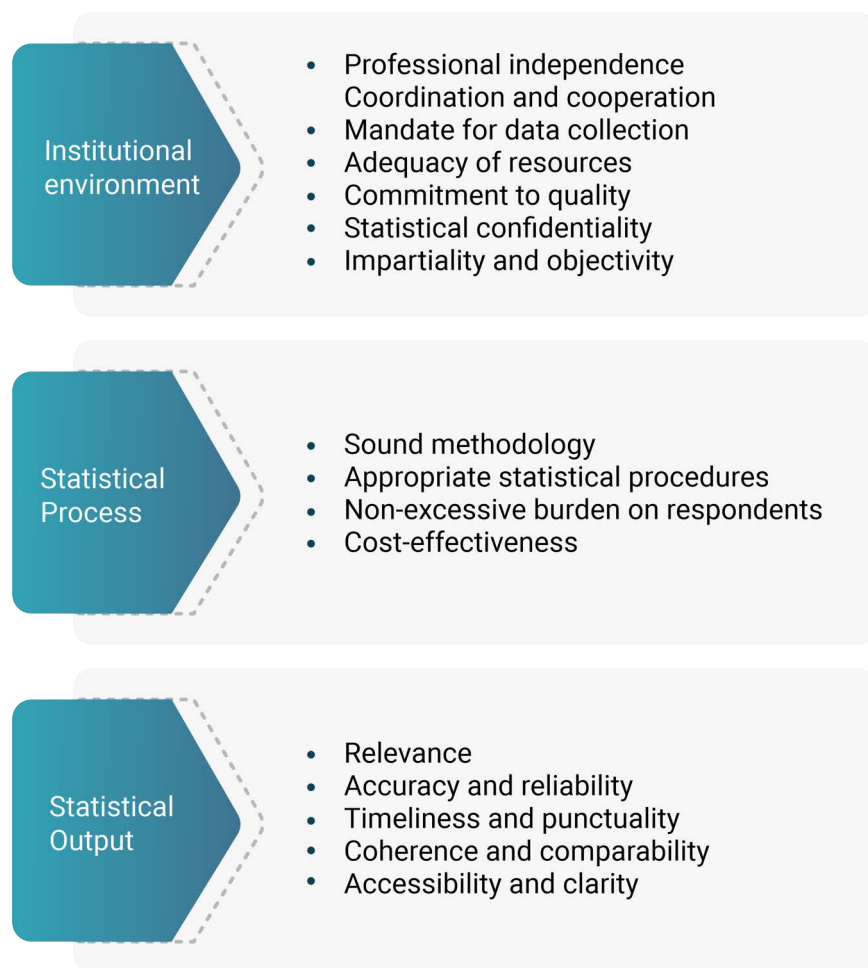 Institutional
environment
• Professional independence
Coordination and cooperation
• Mandate for data collection
• Adequacy of resources
• Commitment to quality
• Statistical confidentiality
• Impartiality and objectivity
Statistical
Process
• Sound methodology
• Appropriate statistical procedures
• Non-excessive burden on respondents
• Cost-effectiveness
Statistical
Output
• Relevance
• Accuracy and reliability
• Timeliness and punctuality
• Coherence and comparability
• Accessibility and clarity